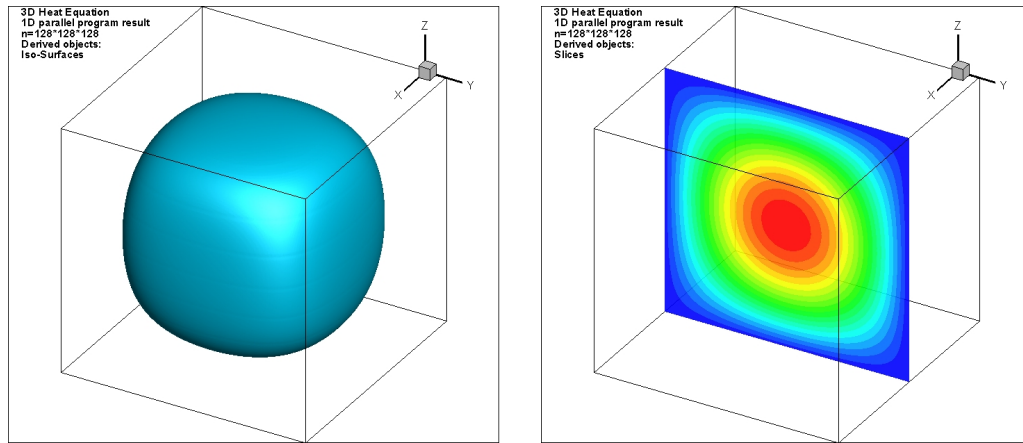 3D Heat Equation
1D parallel program result
n=128*128*128
Derived objects:
Iso-Surfaces
Z
X
Y
3D Heat Equation
1D parallel program result
n=128*128*128
Derived objects:
Slices
Z
X
Y